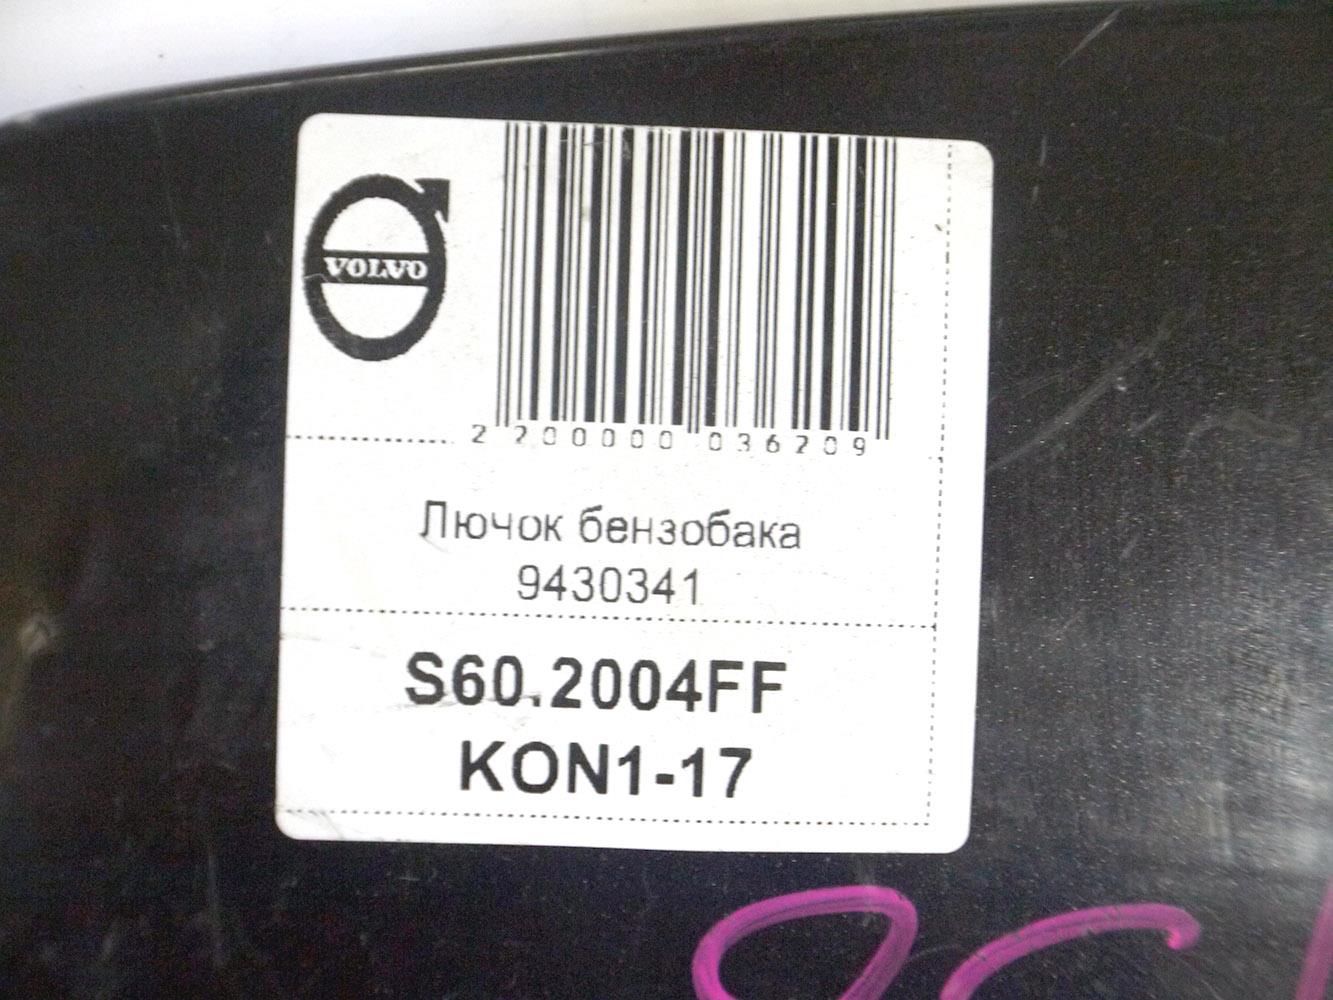 VOLVO
2 200000 036209
Лючок бензобака
9430341
S60.2004FF
KON1-17